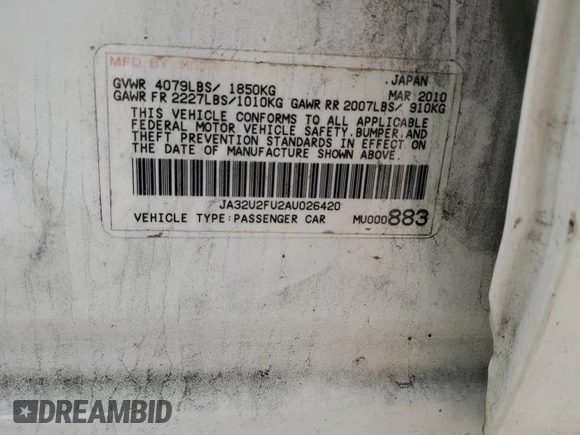 MFD. BY
JAPAN
GVWR 4079LBS/ 1850KG MAR 2010
GAWR FR 2227LBS/1010KG GAWR RR 2007LBS/ 910KG
THIS VEHICLE CONFORMS TO ALL APPLICABLE
FEDERAL MOTOR VEHICLE SAFETY, BUMPER, AND
THEFT PREVENTION STANDARDS IN EFFECT ON
THE DATE OF MANUFACTURE SHOWN ABOVE.
JA32U2FU2AU026420
VEHICLE TYPE:PASSENGER CAR MU000883
DREAMBID